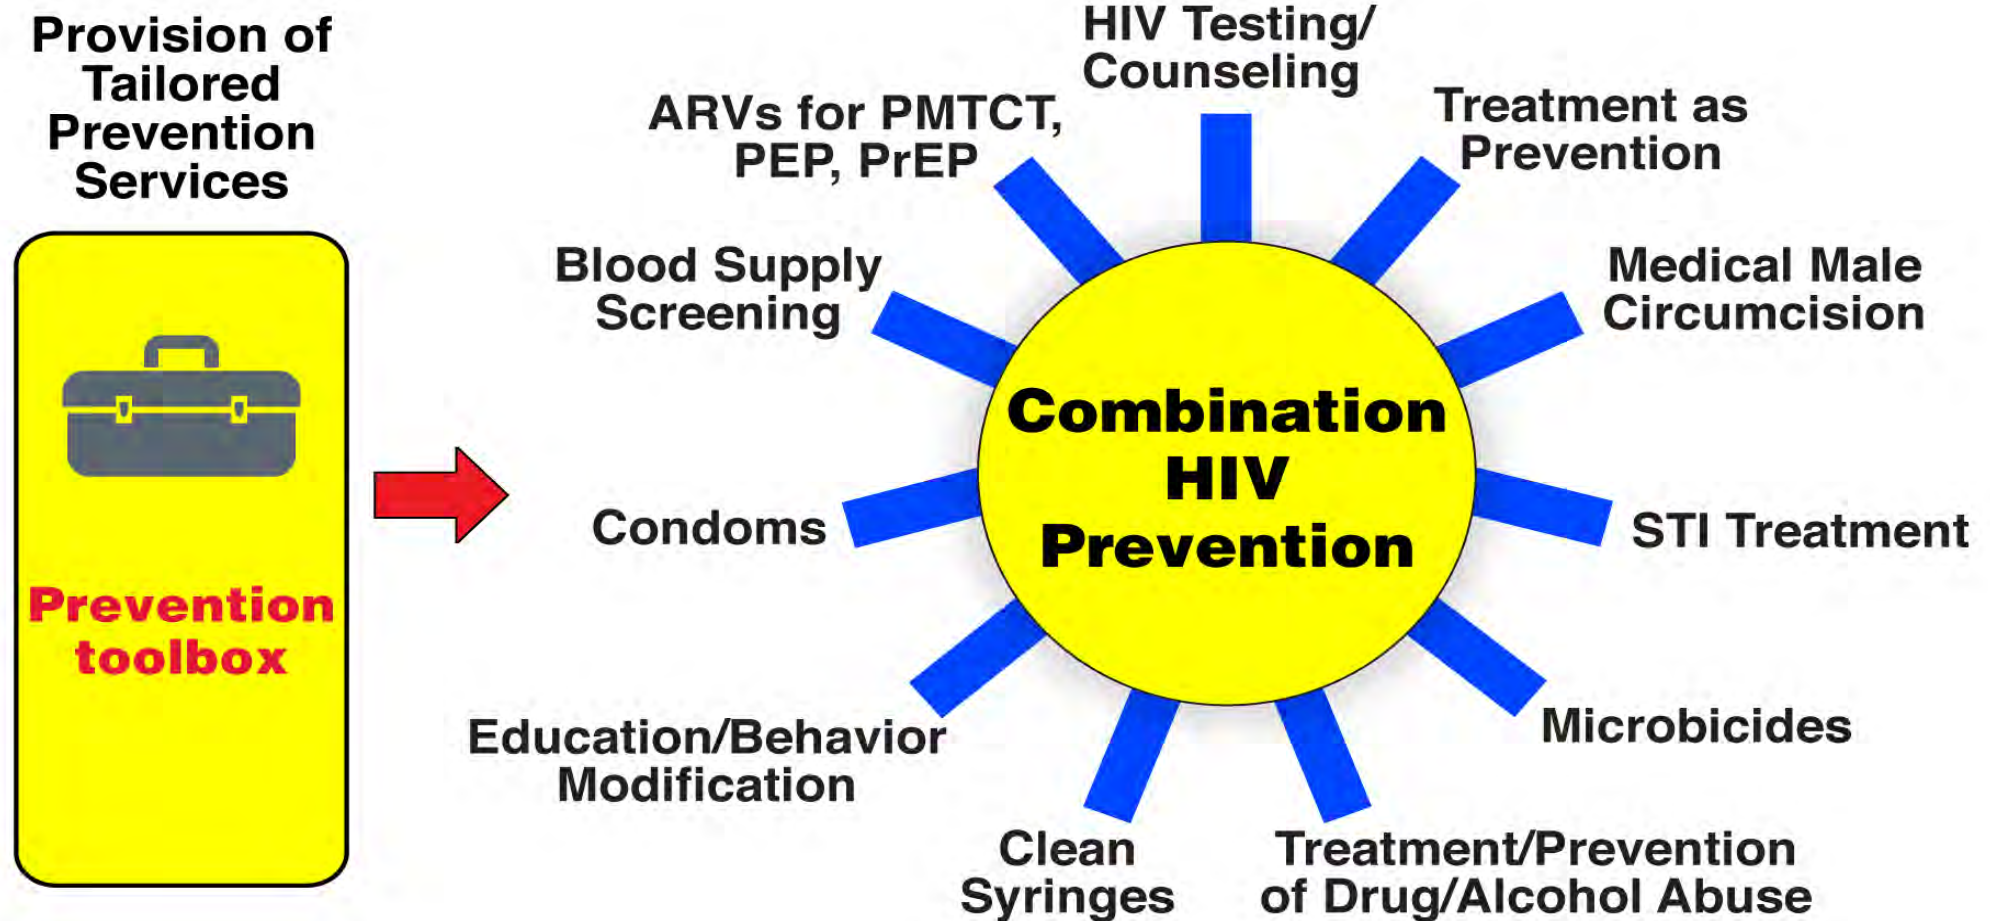 Provision of
Tailored
Prevention
Services
Prevention
toolbox
HIV Testing/
Counseling
Treatment as
Prevention
Medical Male
Circumcision
STI Treatment
Microbicides
Treatment/Prevention
of Drug/Alcohol Abuse
Clean
Syringes
Education/Behavior
Modification
Condoms
Blood Supply
Screening
ARVs for PMTCT,
PEP, PrEP
Combination
HIV
Prevention